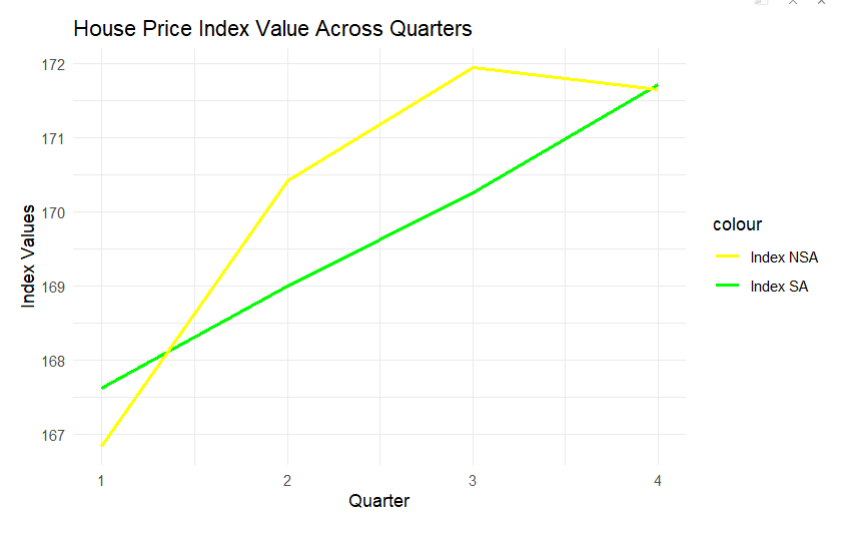 House Price Index Value Across Quarters
172
171
170
169
168
167
Index Values
1 2 3 4
Quarter
colour
Index NSA
Index SA